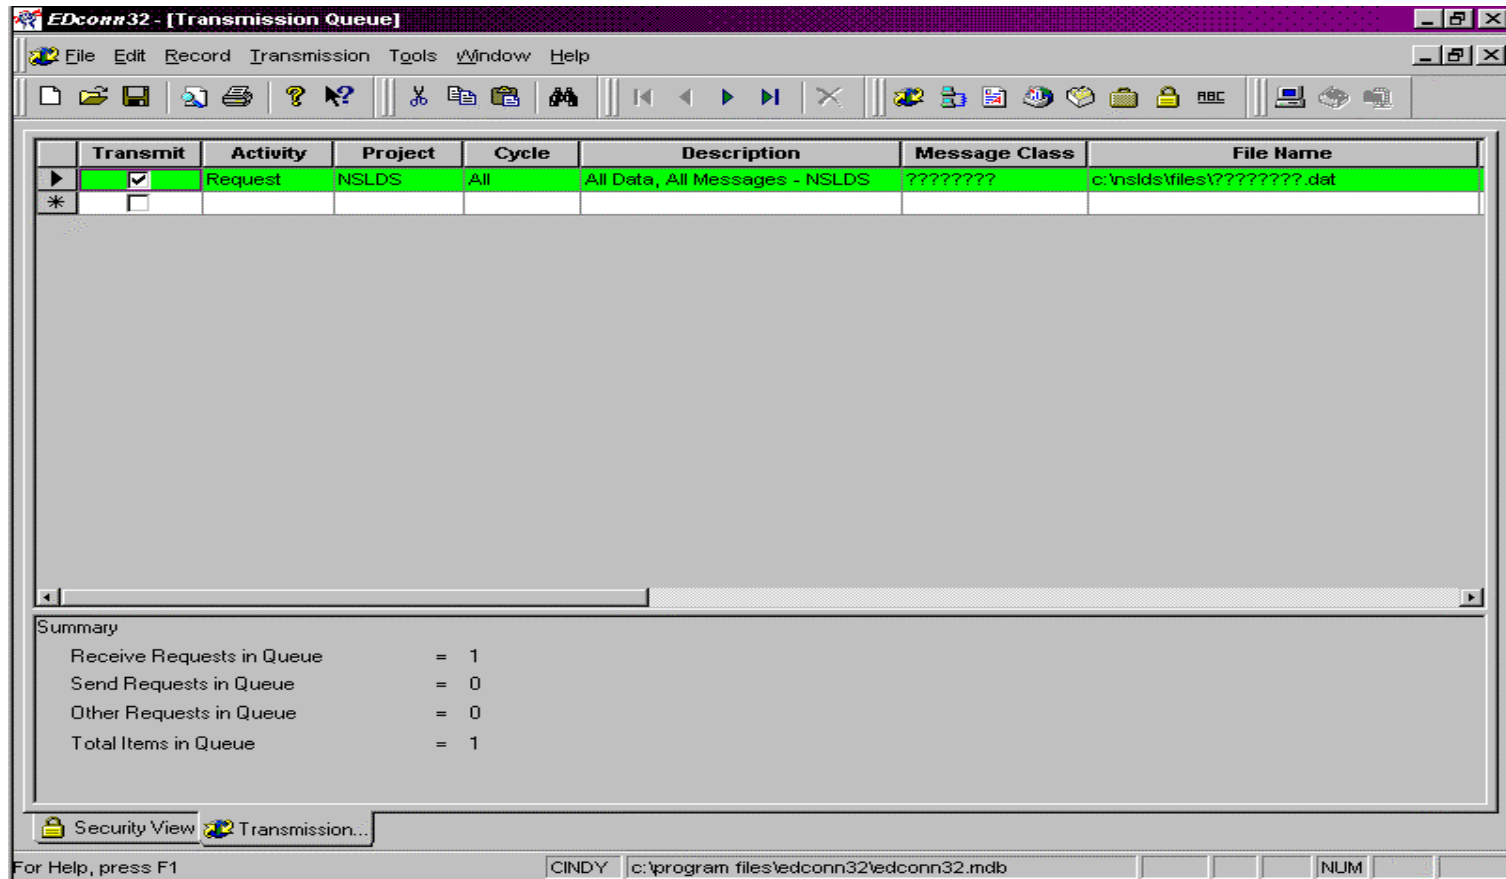 EDconn32 - [Transmission Queue]
File Edit Record Transmission Tools Window Help
ABC
Transmit Activity Project Cycle Description Message Class File Name
Request NSLDS All All Data, All Messages - NSLDS ???????? c:\nslds\files\????????.dat
Summary
Receive Requests in Queue = 1
Send Requests in Queue = 0
Other Requests in Queue = 0
Total Items in Queue = 1
Security View Transmission...
For Help, press F1 CINDY c:\program files\edconn32\edconn32.mdb NUM